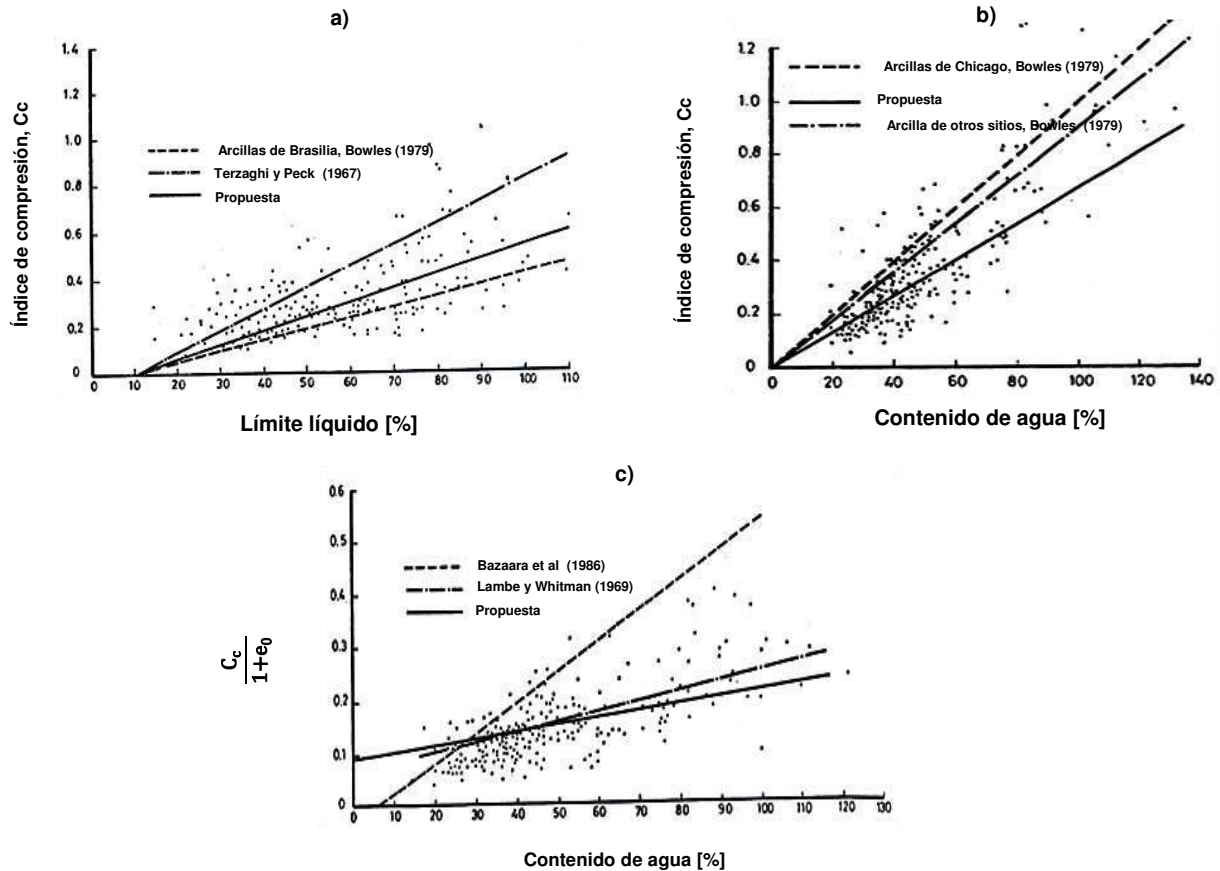 a)
Índice de compresión, Cc
1.4
1.2
1.0
0.8
0.6
0.4
0.2
0
Arcillas de Brasilia, Bowles (1979)
Terzaghi y Peck (1967)
Propuesta
0 10 20 30 40 50 60 70 80 90 100 110
Límite líquido [%]
b)
Índice de compresión, Cc
1.2
1.0
0.8
0.6
0.4
0.2
0
Arcillas de Chicago, Bowles (1979)
Propuesta
Arcilla de otros sitios, Bowles (1979)
0 20 40 60 80 100 120 140
Contenido de agua [%]
c)
Cc
1+e0
0.6
0.5
0.4
0.3
0.2
0.1
0
Bazaara et al (1986)
Lambe y Whitman (1969)
Propuesta
0 10 20 30 40 50 60 70 80 90 100 110 120 130
Contenido de agua [%]